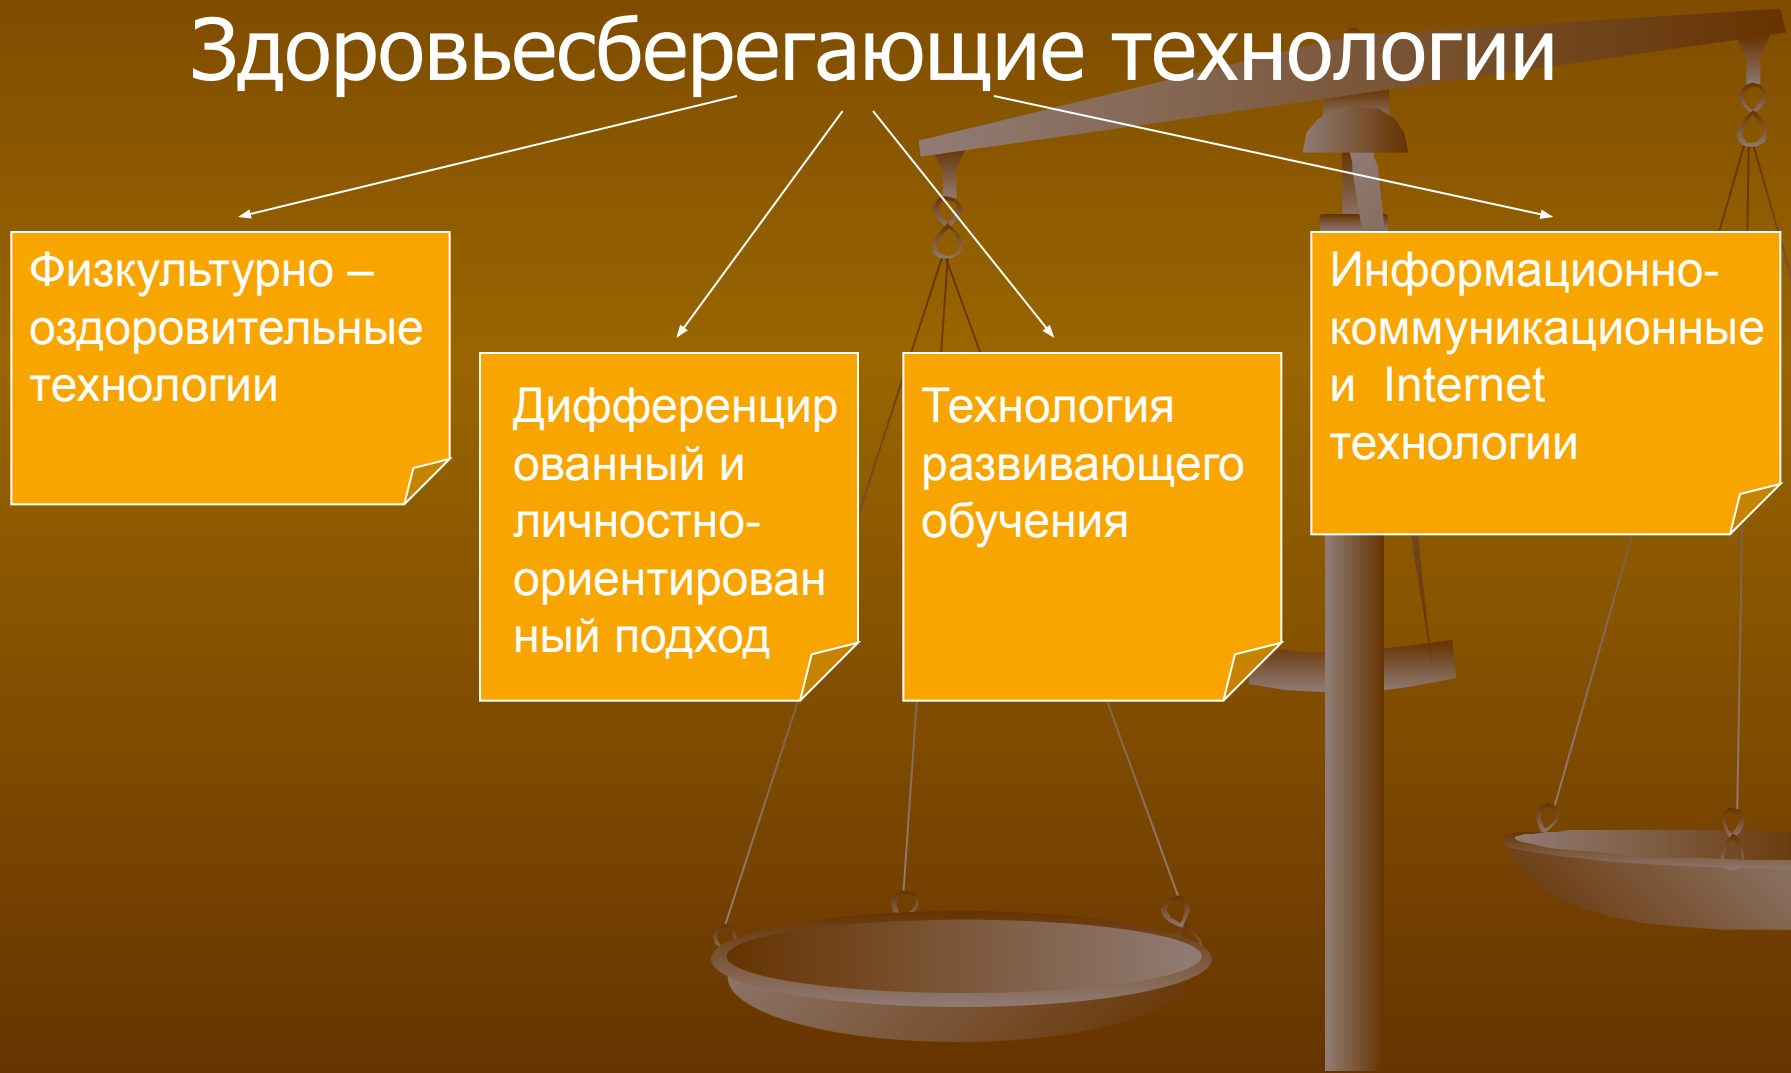 Здоровьесберегающие технологии
Физкультурно –
оздоровительные
технологии
Дифференцир
ованный и
личностно-
ориентирован
ный подход
Технология
развивающего
обучения
Информационно-
коммуникационные
и  Internet
технологии